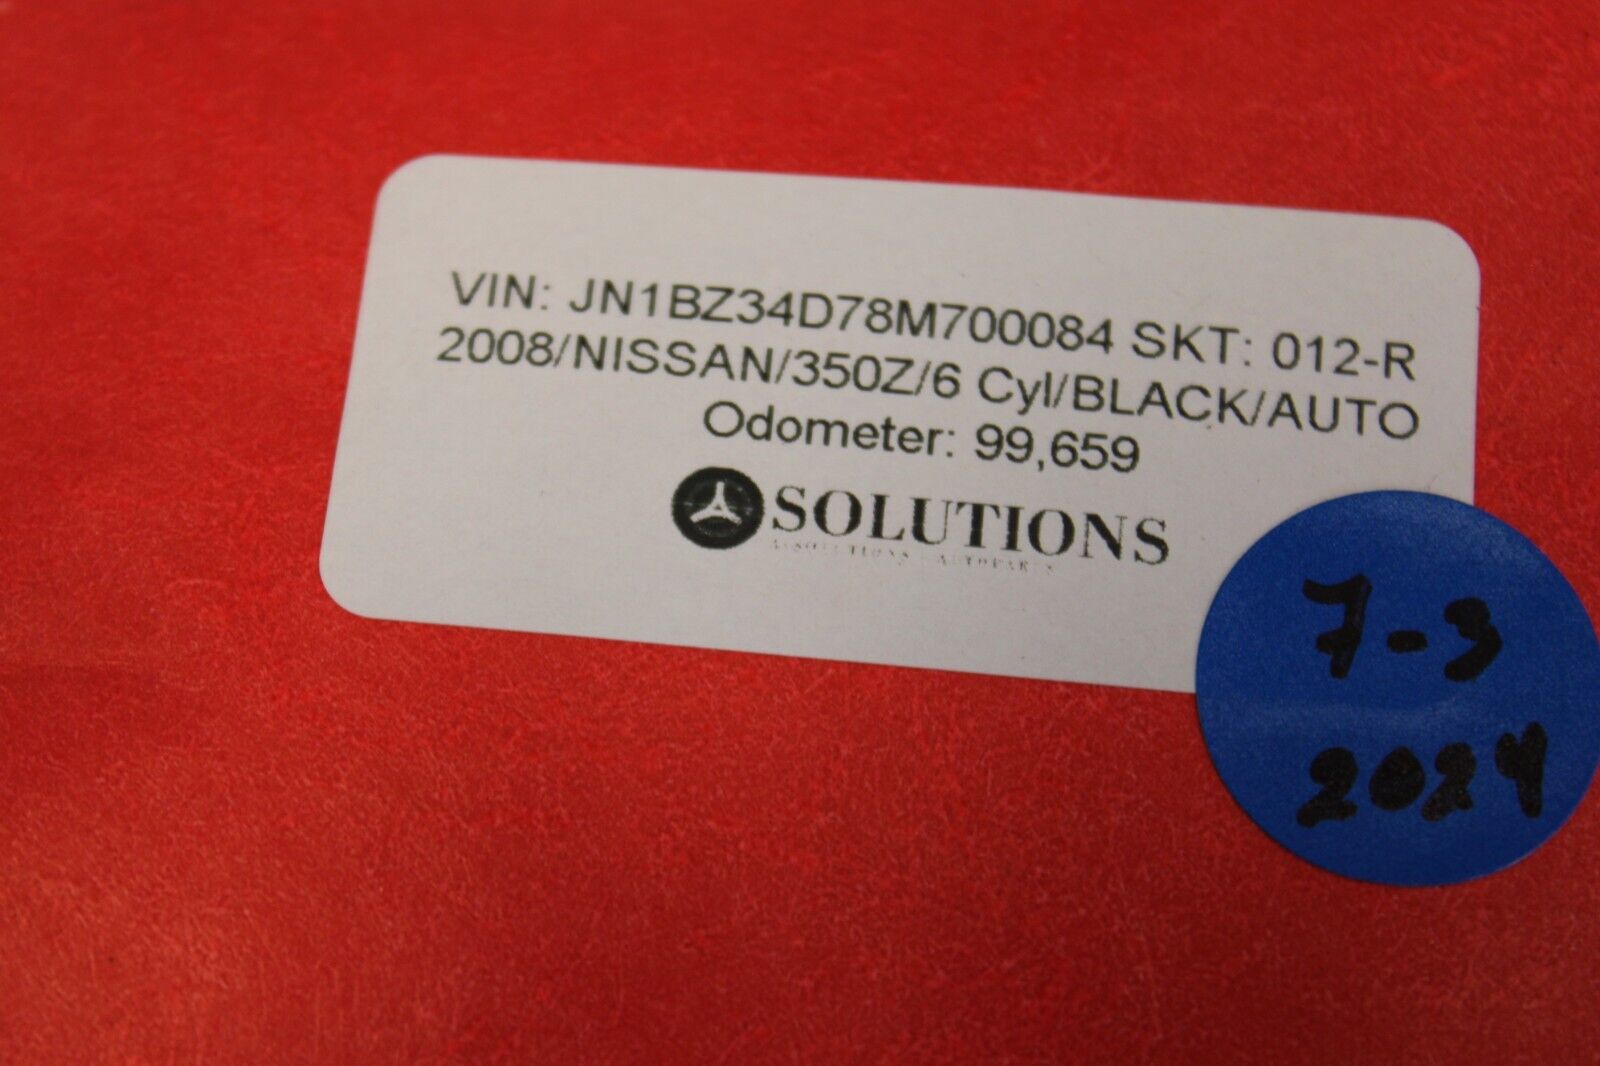 VIN: JN1BZ34D78M700084 SKT: 012-R
2008/NISSAN/350Z/6 Cyl/BLACK/AUTO
Odometer: 99,659
SOLUTIONS
7-3
2024